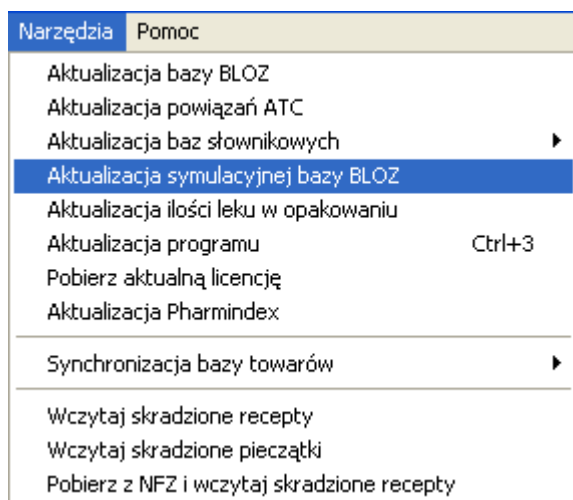 Narzędzia Pomoc
Aktualizacja bazy BLOZ
Aktualizacja powiązań ATC
Aktualizacja baz słownikowych
Aktualizacja symulacyjnej bazy BLOZ
Aktualizacja ilości leku w opakowaniu
Aktualizacja programu Ctrl+3
Pobierz aktualną licencję
Aktualizacja Pharmindex
Synchronizacja bazy towarów
Wczytaj skradzione recepty
Wczytaj skradzione pieczątki
Pobierz z NFZ i wczytaj skradzione recepty